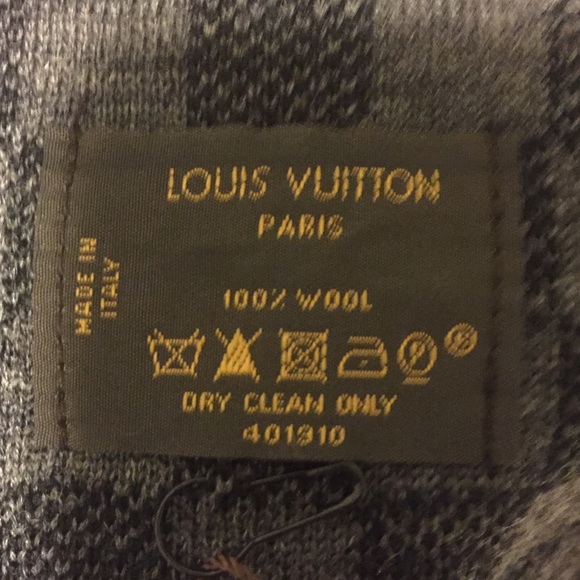 LOUIS VUITTON
PARIS
MADE IN
ITALY
100% WOOL
DRY CLEAN ONLY
401910